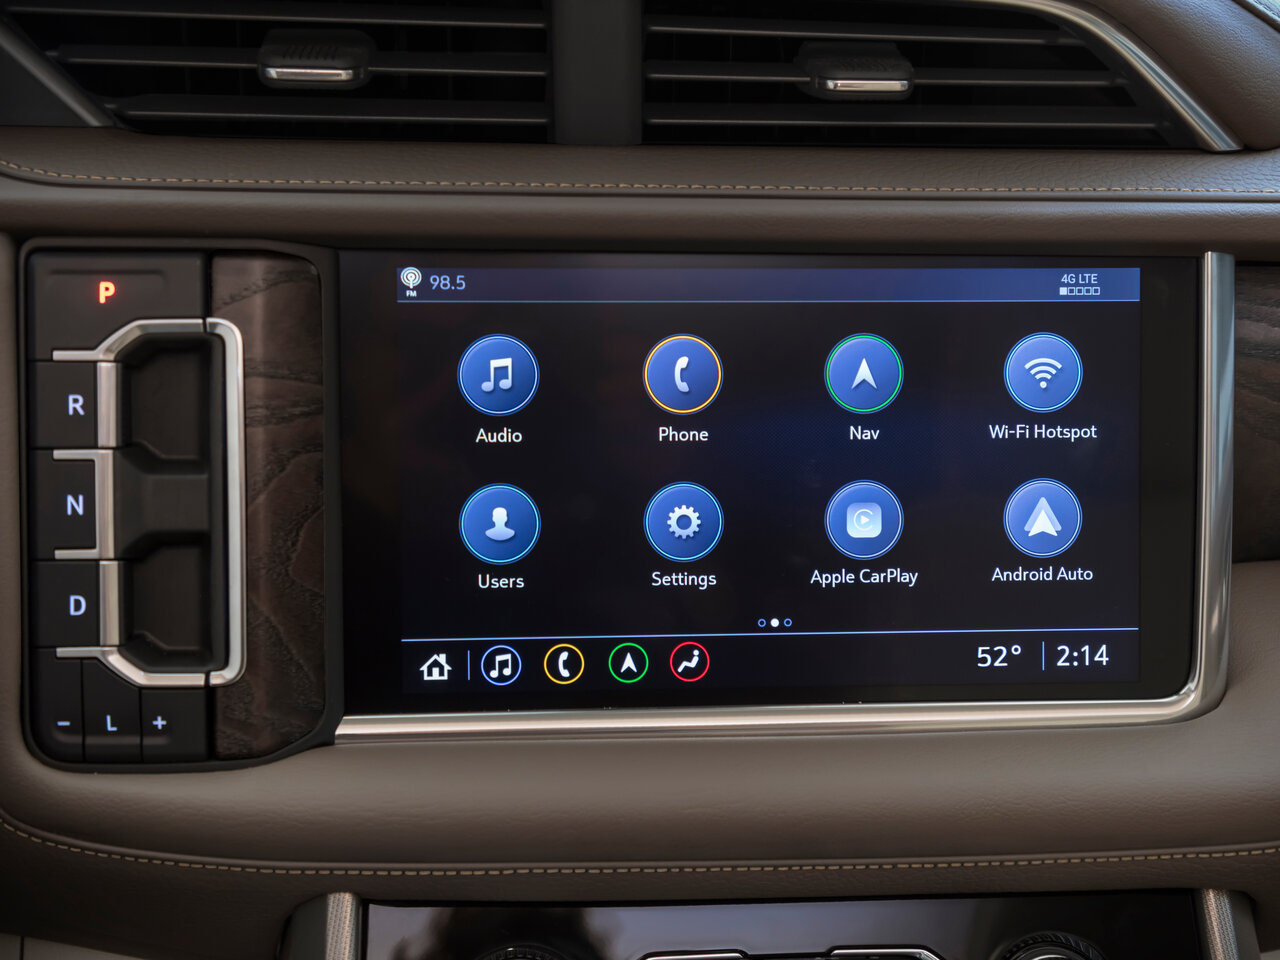 FM 98.5
4G LTE
P
R
N
D
− L +
Audio
Phone
Nav
Wi-Fi Hotspot
Users
Settings
Apple CarPlay
Android Auto
52° 2:14